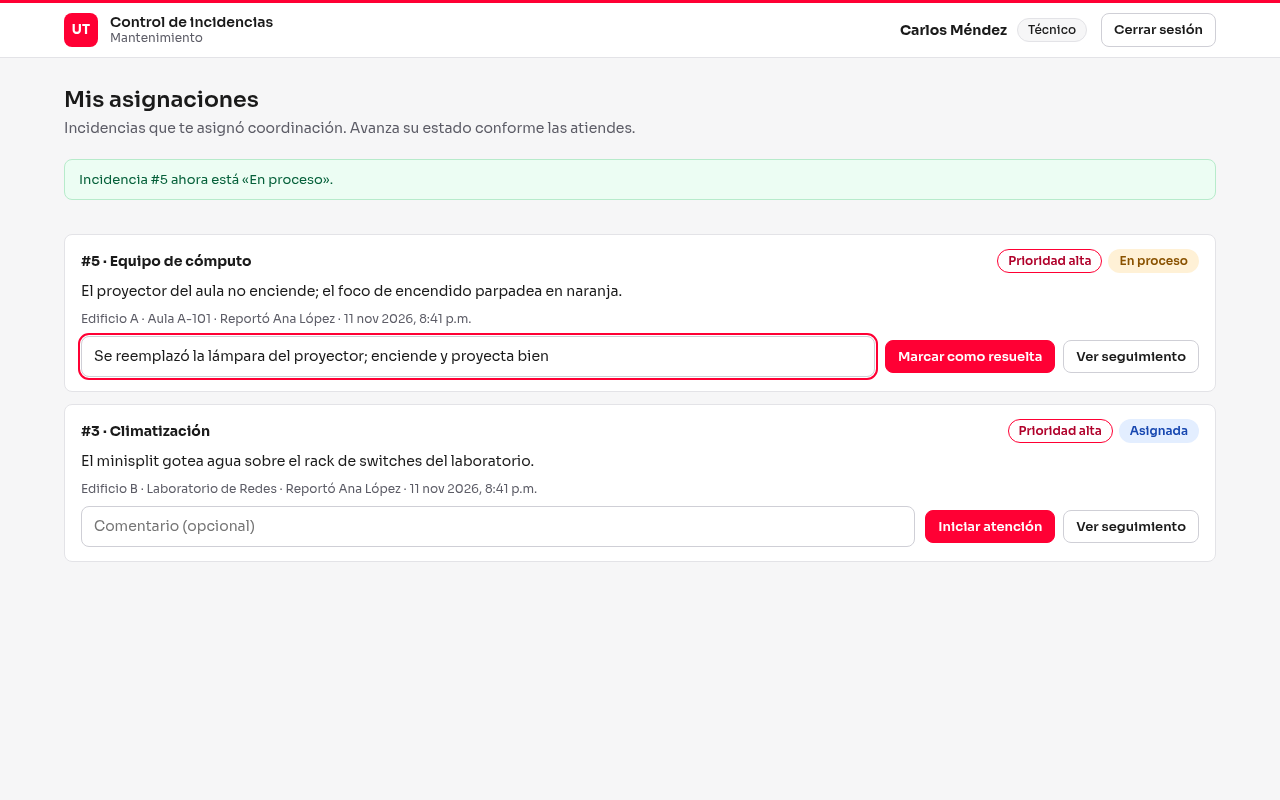 UT
Control de incidencias
Mantenimiento
Carlos Méndez
Técnico
Cerrar sesión
Mis asignaciones
Incidencias que te asignó coordinación. Avanza su estado conforme las atiendes.
Incidencia #5 ahora está «En proceso».
#5 · Equipo de cómputo
Prioridad alta
En proceso
El proyector del aula no enciende; el foco de encendido parpadea en naranja.
Edificio A · Aula A-101 · Reportó Ana López · 11 nov 2026, 8:41 p.m.
Se reemplazó la lámpara del proyector; enciende y proyecta bien
Marcar como resuelta
Ver seguimiento
#3 · Climatización
Prioridad alta
Asignada
El minisplit gotea agua sobre el rack de switches del laboratorio.
Edificio B · Laboratorio de Redes · Reportó Ana López · 11 nov 2026, 8:41 p.m.
Comentario (opcional)
Iniciar atención
Ver seguimiento